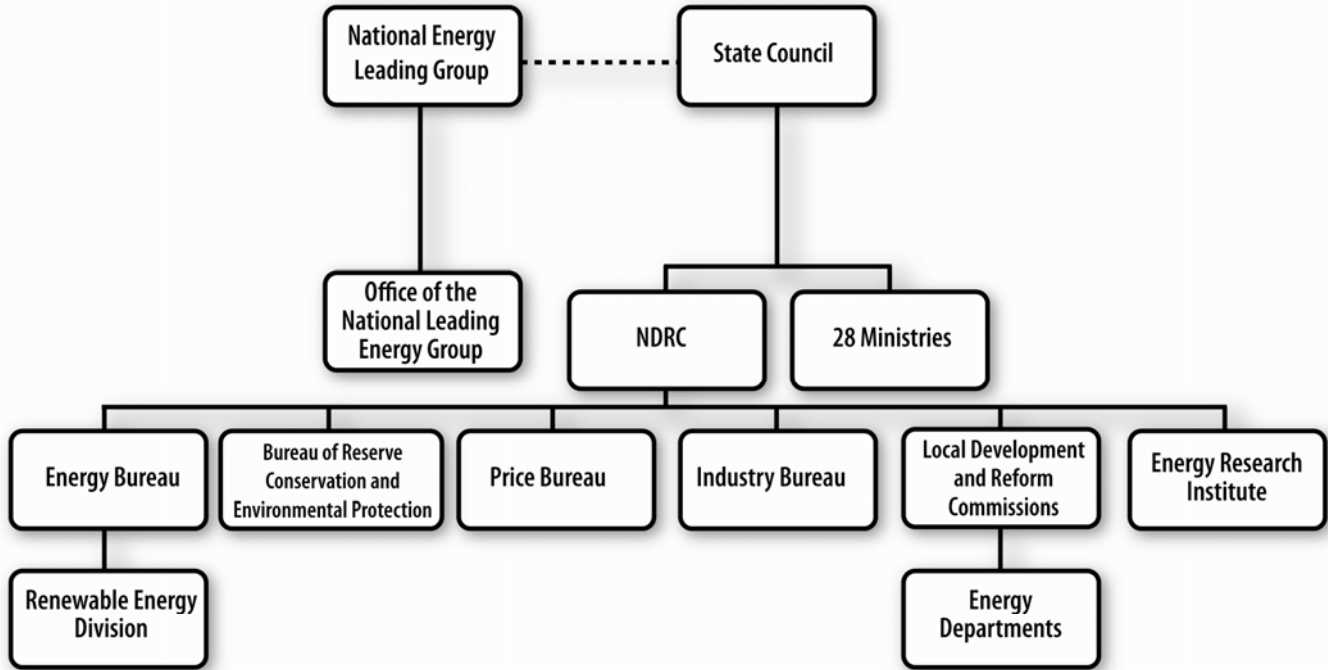 National Energy
Leading Group
State Council
Office of the
National Leading
Energy Group
NDRC
28 Ministries
Energy Bureau
Bureau of Reserve
Conservation and
Environmental Protection
Price Bureau
Industry Bureau
Local Development
and Reform
Commissions
Energy Research
Institute
Renewable Energy
Division
Energy
Departments